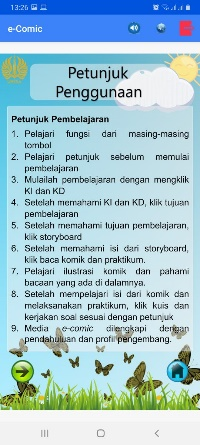 13:26
e-Comic
Petunjuk
Penggunaan
Petunjuk Pembelajaran
1. Pelajari fungsi dari masing-masing
tombol
2. Pelajari petunjuk sebelum memulai
pembelajaran
3. Mulailah pembelajaran dengan mengklik
KI dan KD
4. Setelah memahami KI dan KD, klik tujuan
pembelajaran
5. Setelah memahami tujuan pembelajaran,
klik storyboard
6. Setelah memahami isi dari storyboard,
klik baca komik dan praktikum.
7. Pelajari ilustrasi komik dan pahami
bacaan yang ada di dalamnya.
8. Setelah mempelajari isi dari komik dan
melaksanakan praktikum, klik kuis dan
kerjakan soal sesuai dengan petunjuk
9. Media e-comic dilengkapi dengan
pendahuluan dan profil pengembang.